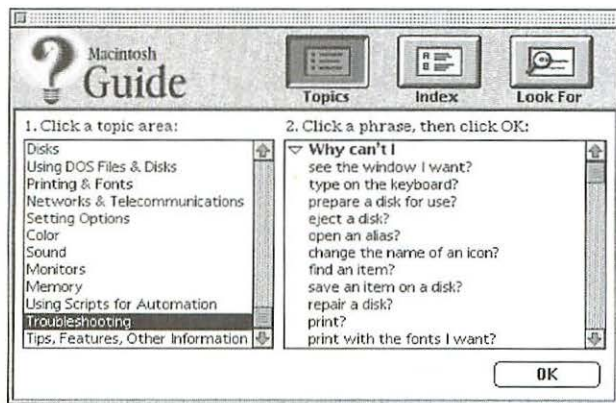 Macintosh
Guide
Topics
Index
Look For
1. Click a topic area:
Disks
Using DOS Files & Disks
Printing & Fonts
Networks & Telecommunications
Setting Options
Color
Sound
Monitors
Memory
Using Scripts for Automation
Troubleshooting
Tips, Features, Other Information
2. Click a phrase, then click OK:
Why can't I
see the window I want?
type on the keyboard?
prepare a disk for use?
eject a disk?
open an alias?
change the name of an icon?
find an item?
save an item on a disk?
repair a disk?
print?
print with the fonts I want?
OK